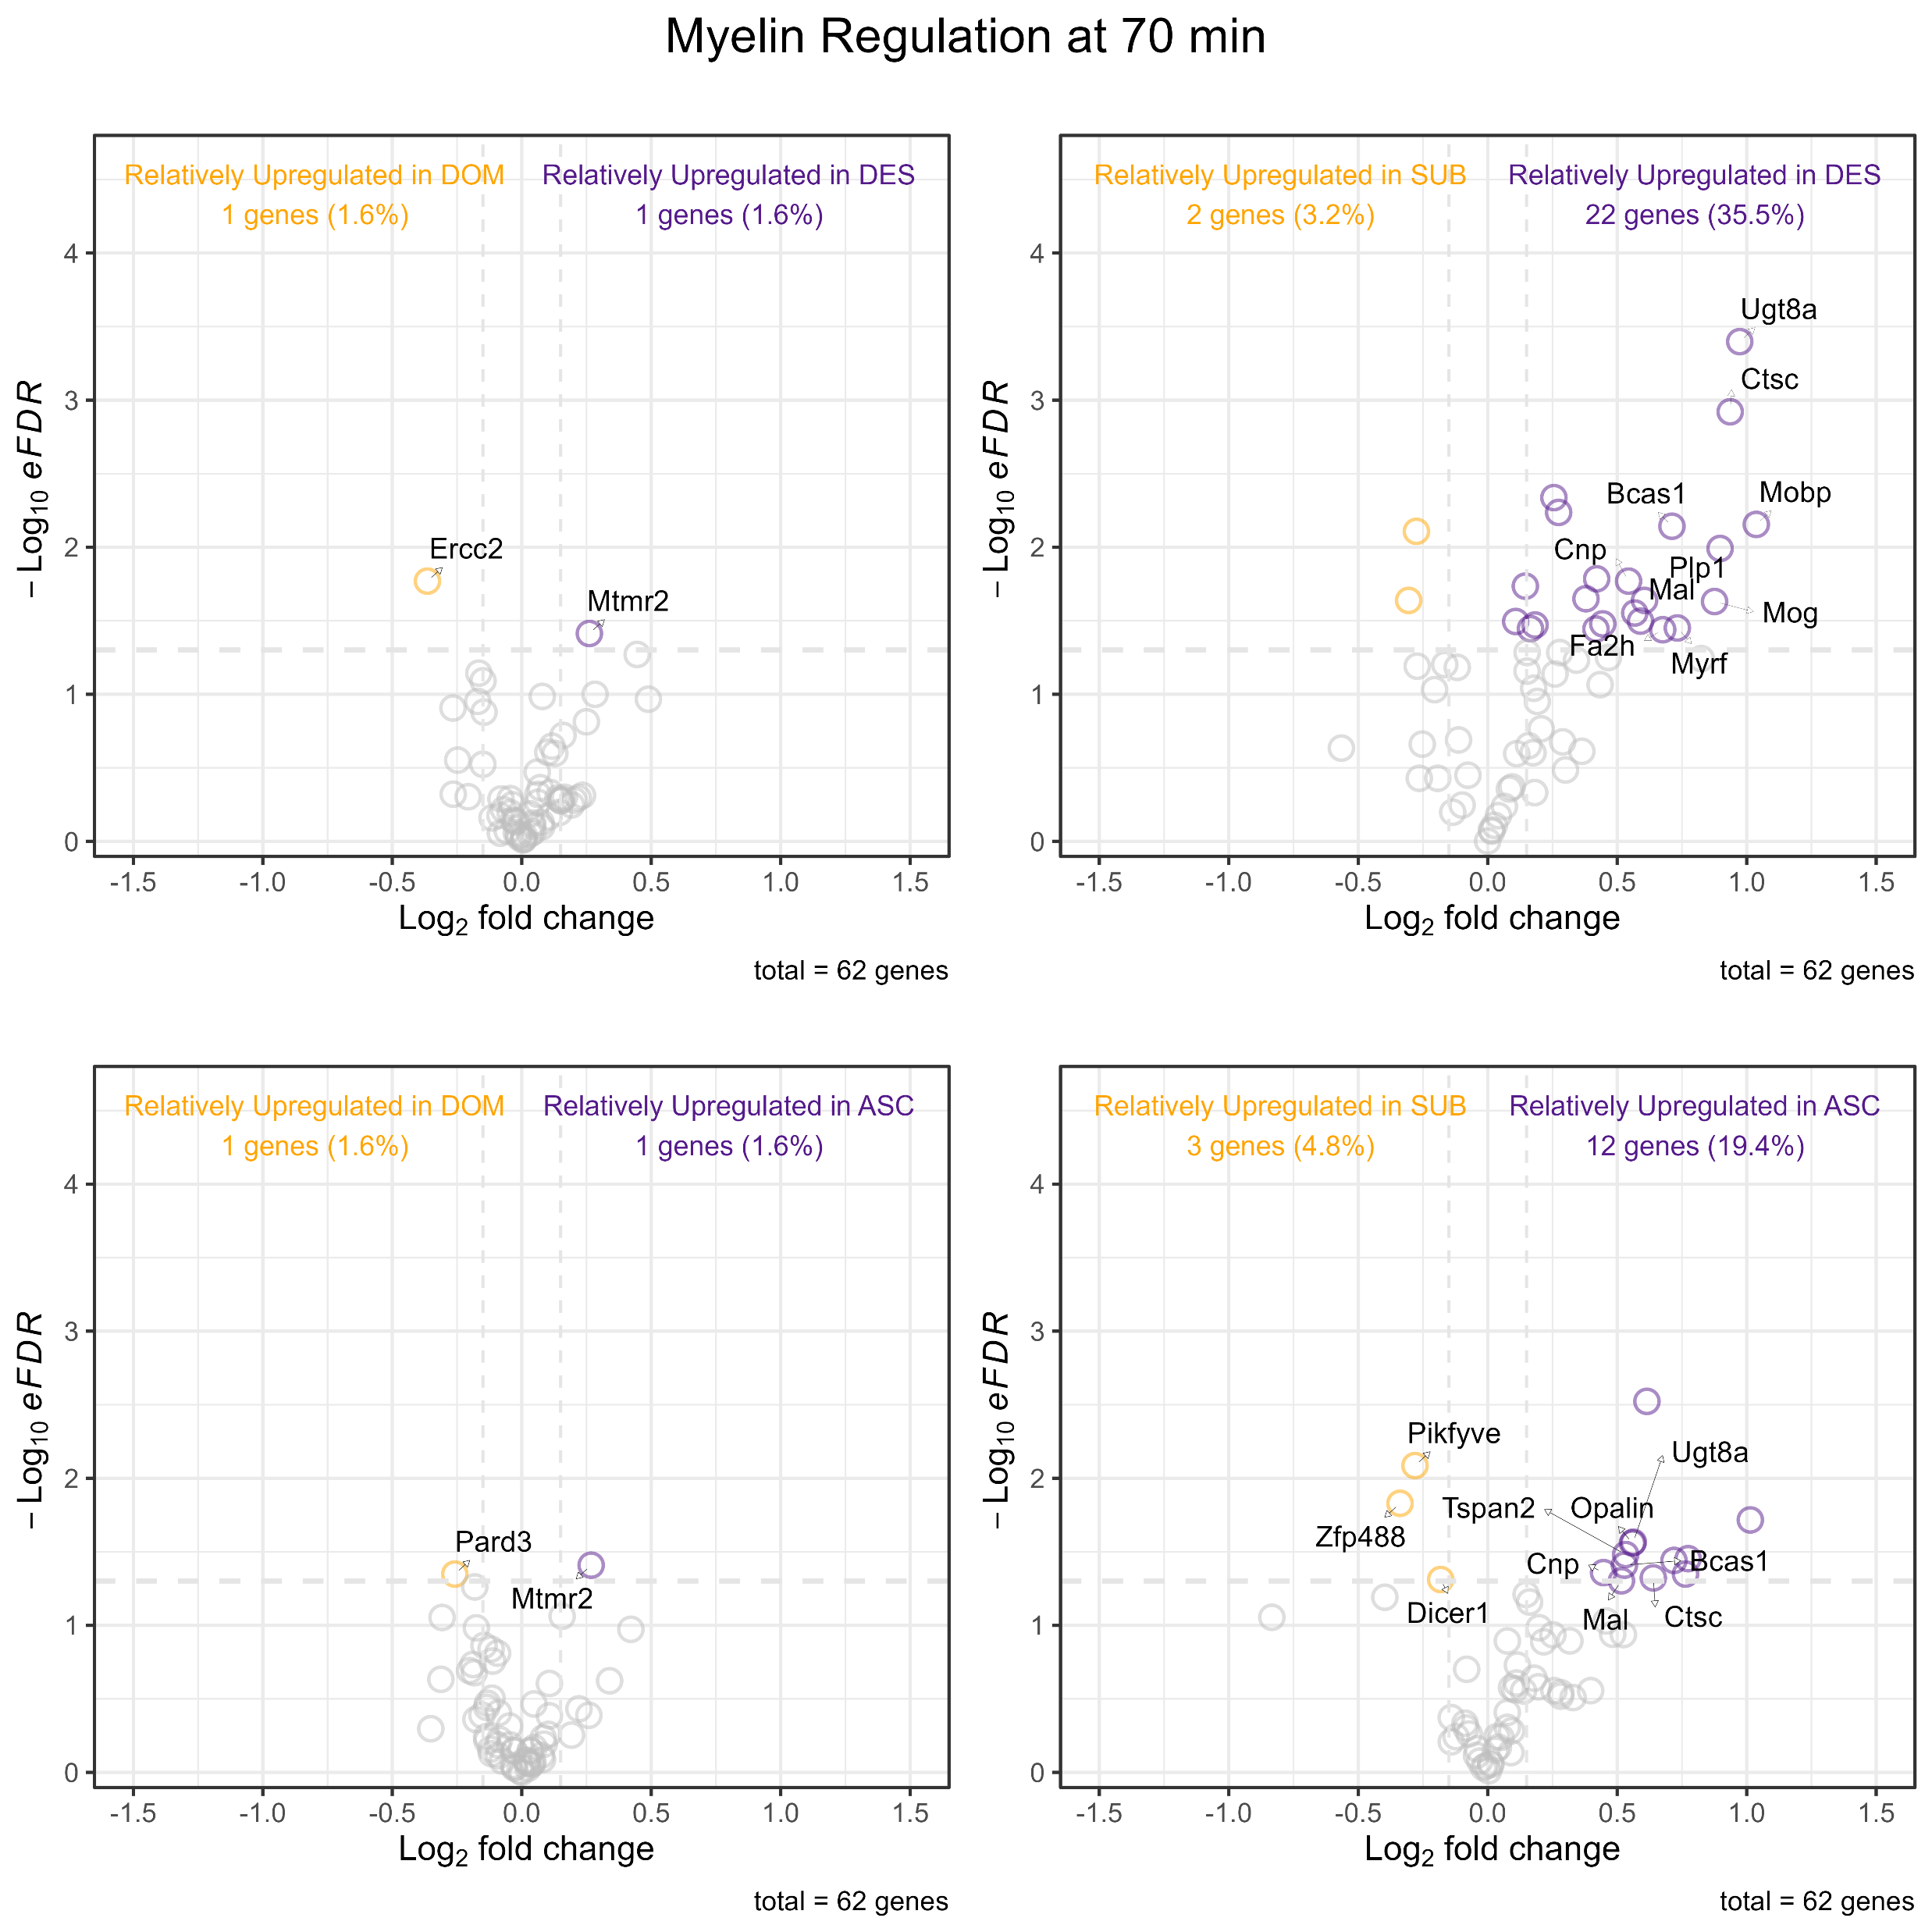 Myelin Regulation at 70 min
Relatively Upregulated in DOM
1 genes (1.6%)
Relatively Upregulated in DES
1 genes (1.6%)
Ercc2
Mtmr2
4
3
2
1
0
− Log10 eFDR
-1.5 -1.0 -0.5 0.0 0.5 1.0 1.5
Log2 fold change
total = 62 genes
Relatively Upregulated in SUB
2 genes (3.2%)
Relatively Upregulated in DES
22 genes (35.5%)
Ugt8a
Ctsc
Bcas1
Mobp
Cnp
Plp1
Mal
Mog
Fa2h
Myrf
4
3
2
1
0
− Log10 eFDR
-1.5 -1.0 -0.5 0.0 0.5 1.0 1.5
Log2 fold change
total = 62 genes
Relatively Upregulated in DOM
1 genes (1.6%)
Relatively Upregulated in ASC
1 genes (1.6%)
Pard3
Mtmr2
4
3
2
1
0
− Log10 eFDR
-1.5 -1.0 -0.5 0.0 0.5 1.0 1.5
Log2 fold change
total = 62 genes
Relatively Upregulated in SUB
3 genes (4.8%)
Relatively Upregulated in ASC
12 genes (19.4%)
Pikfyve
Ugt8a
Tspan2
Opalin
Zfp488
Cnp
Bcas1
Dicer1
Mal
Ctsc
4
3
2
1
0
− Log10 eFDR
-1.5 -1.0 -0.5 0.0 0.5 1.0 1.5
Log2 fold change
total = 62 genes